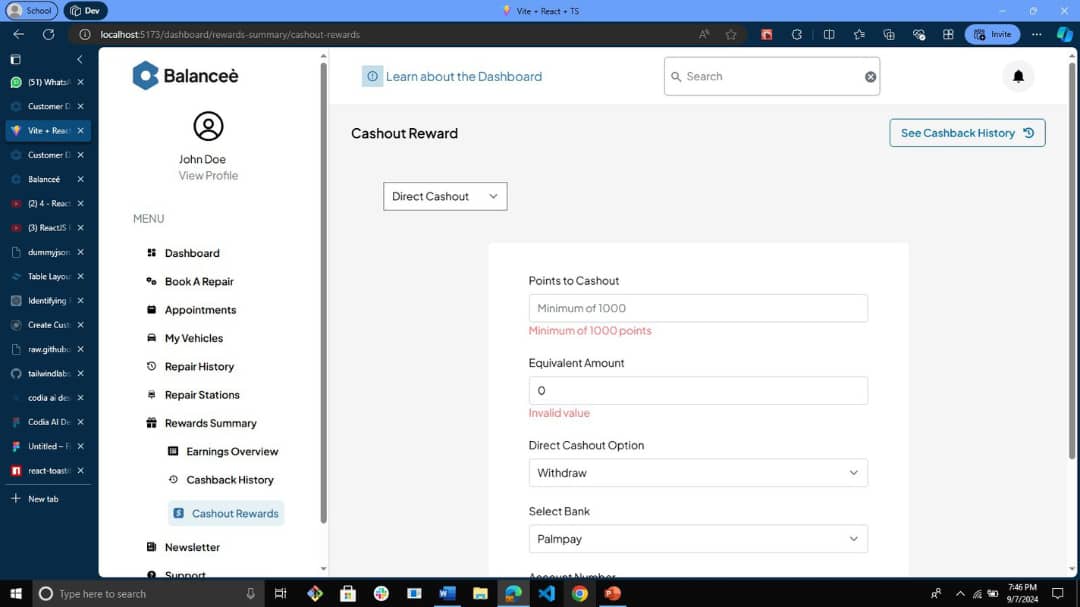 School
Dev
Vite + React + TS
localhost:5173/dashboard/rewards-summary/cashout-rewards
Invite
(51) Whats
Customer D
Vite + Reac
Customer D
Balanceè
(2) 4 - React
(3) ReactJS
dummyjson
Table Layou
Identifying
Create Cust
raw.github
tailwindlabs
codia ai des
Codia AI De
Untitled – F
react-toasti
New tab
Balanceè
John Doe
View Profile
MENU
Dashboard
Book A Repair
Appointments
My Vehicles
Repair History
Repair Stations
Rewards Summary
Earnings Overview
Cashback History
Cashout Rewards
Newsletter
Support
Learn about the Dashboard
Search
Cashout Reward
See Cashback History
Direct Cashout
Points to Cashout
Minimum of 1000
Minimum of 1000 points
Equivalent Amount
0
Invalid value
Direct Cashout Option
Withdraw
Select Bank
Palmpay
Account Number
Type here to search
7:46 PM
9/7/2024